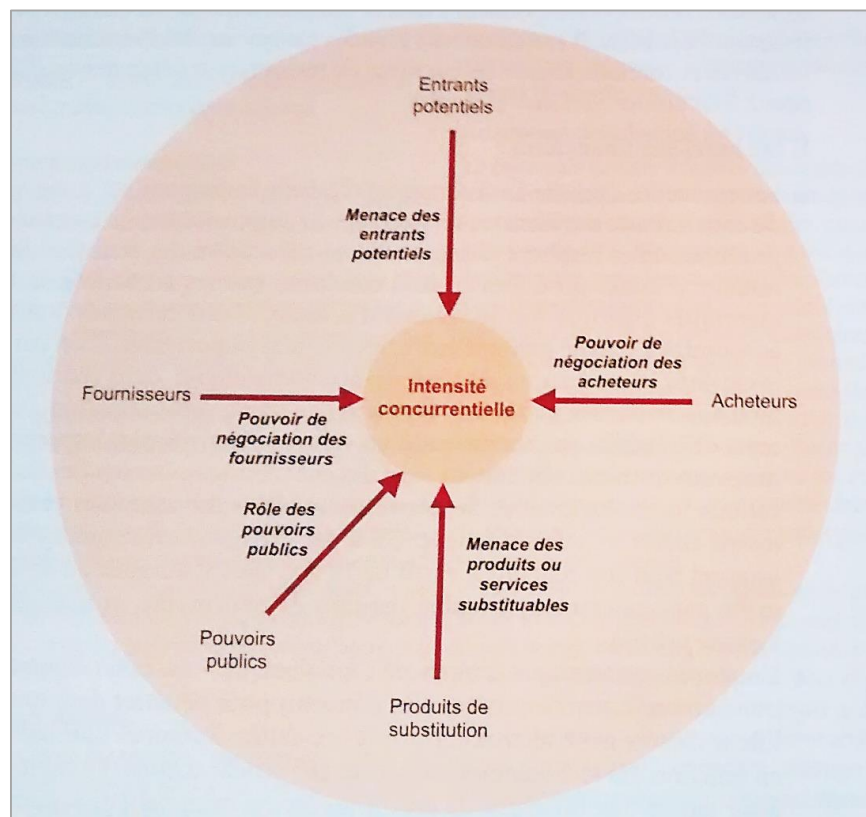 Entrants
potentiels
Menace des
entrants
potentiels
Pouvoir de
négociation des
acheteurs
Fournisseurs
Intensité
concurrentielle
Acheteurs
Pouvoir de
négociation des
fournisseurs
Rôle des
pouvoirs
publics
Menace des
produits ou
services
substituables
Pouvoirs
publics
Produits de
substitution